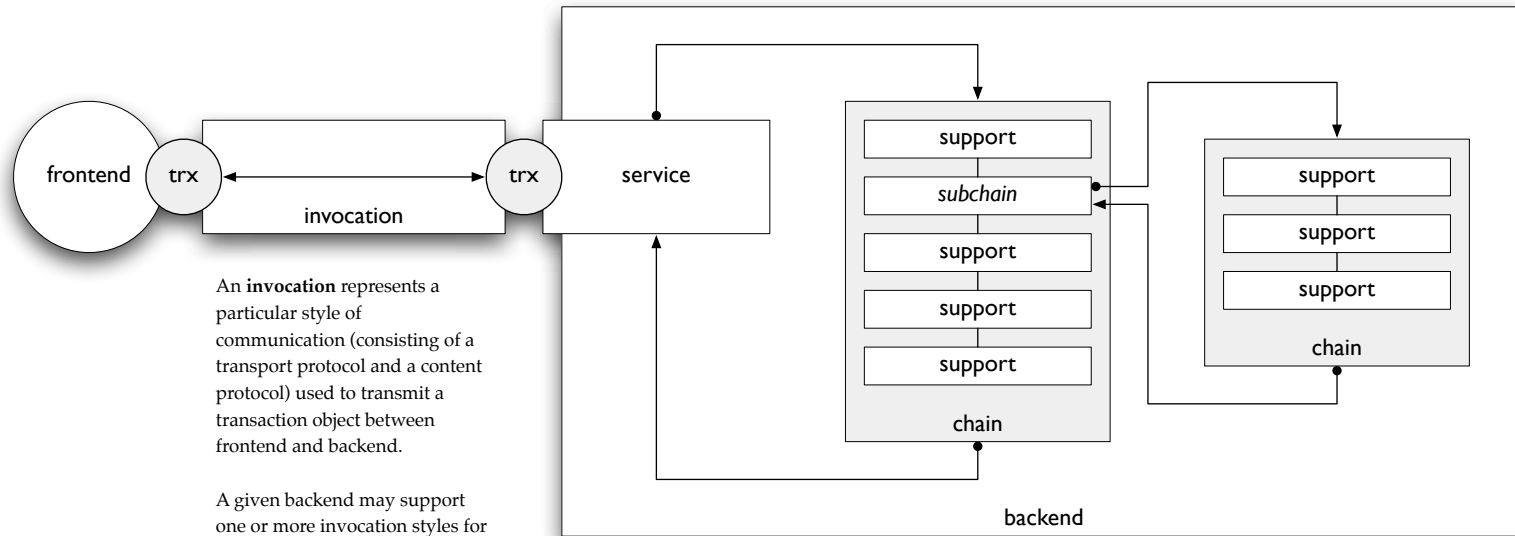 frontend
trx
invocation
trx
service
support
subchain
support
support
support
chain
support
support
support
chain
backend
An invocation represents a
particular style of
communication (consisting of a
transport protocol and a content
protocol) used to transmit a
transaction object between
frontend and backend.
A given backend may support
one or more invocation styles for